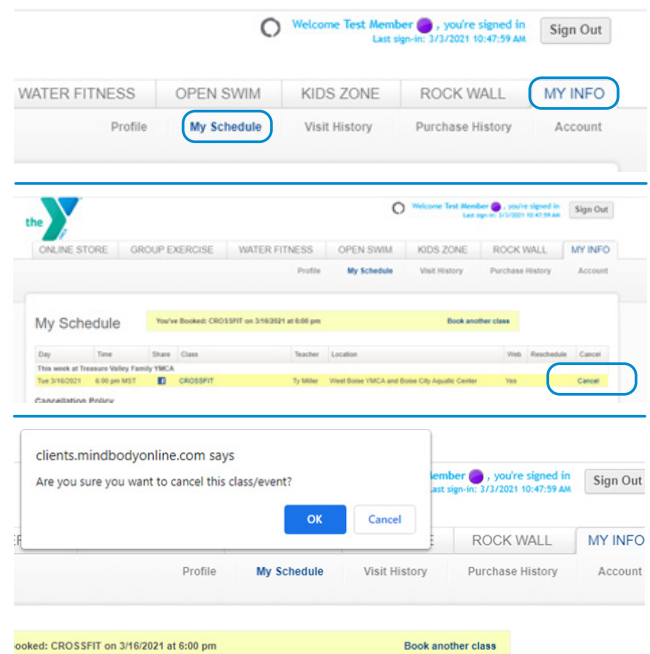 Welcome Test Member , you're signed in
Last sign-in: 3/3/2021 10:47:59 AM
Sign Out
WATER FITNESS OPEN SWIM KIDS ZONE ROCK WALL MY INFO
Profile My Schedule Visit History Purchase History Account
the Y
Welcome Test Member , you're signed in
Last sign-in: 3/3/2021 10:47:59 AM
Sign Out
ONLINE STORE GROUP EXERCISE WATER FITNESS OPEN SWIM KIDS ZONE ROCK WALL MY INFO
Profile My Schedule Visit History Purchase History Account
My Schedule You've Booked: CROSSFIT on 3/16/2021 at 6:00 pm Book another class
Day Time Share Class Teacher Location Web Reschedule Cancel
This week at Treasure Valley Family YMCA
Tue 3/16/2021 6:00 pm MST CROSSFIT Ty Miller West Boise YMCA and Boise City Aquatic Center Yes Cancel
Cancellation Policy
clients.mindbodyonline.com says
Are you sure you want to cancel this class/event?
OK Cancel
ember , you're signed in
ast sign-in: 3/3/2021 10:47:59 AM
Sign Out
ROCK WALL MY INFO
Profile My Schedule Visit History Purchase History Account
ooked: CROSSFIT on 3/16/2021 at 6:00 pm Book another class